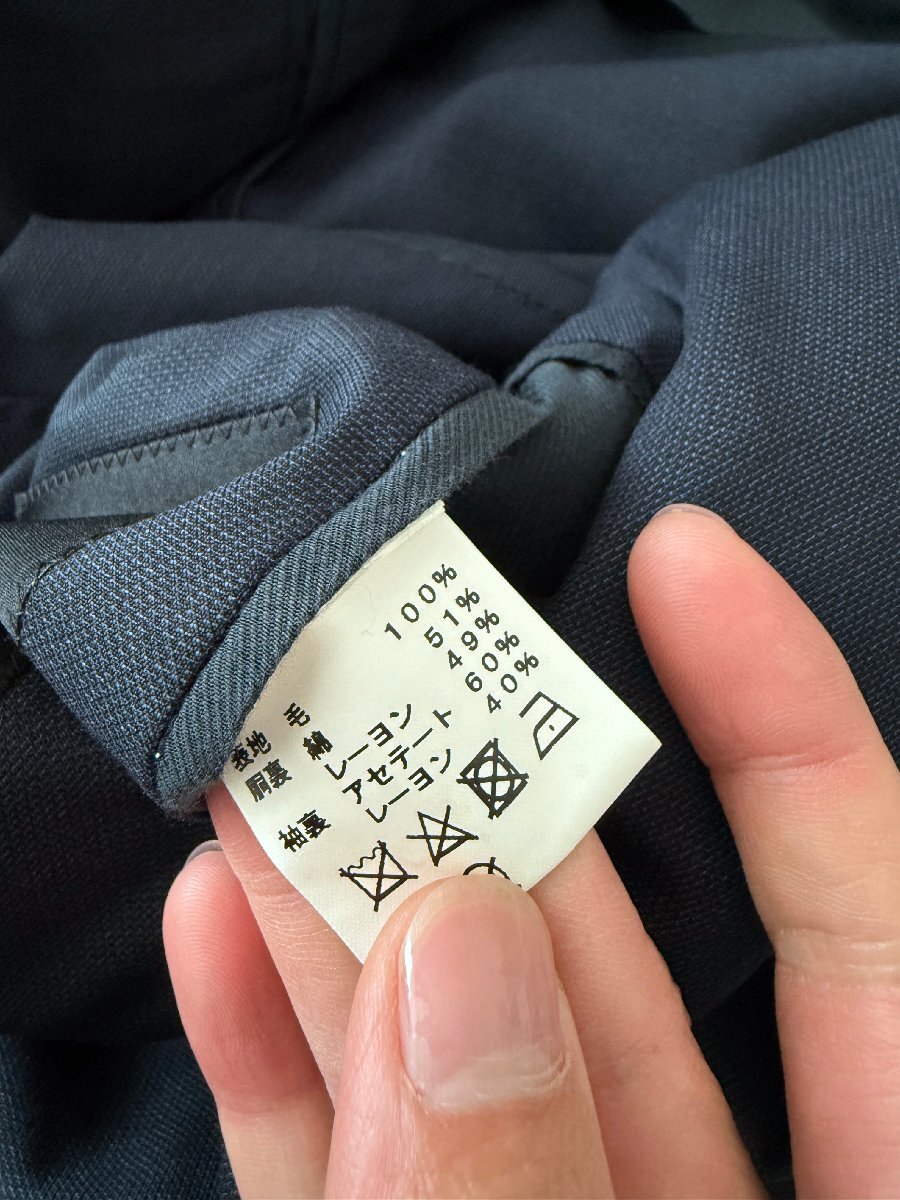 表地 毛 100%
胴裏 綿 51%
レーヨン 49%
袖裏 アセテート 60%
レーヨン 40%